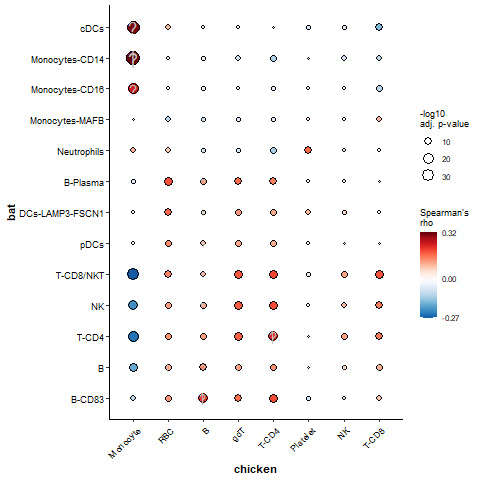 cDCs
Monocytes-CD14
Monocytes-CD16
Monocytes-MAFB
Neutrophils
B-Plasma
DCs-LAMP3-FSCN1
pDCs
T-CD8/NKT
NK
T-CD4
B
B-CD83
bat
Monocyte
RBC
B
gdT
T-CD4
Platelet
NK
T-CD8
chicken
-log10
adj. p-value
10
20
30
Spearman's
rho
0.32
0.00
-0.27